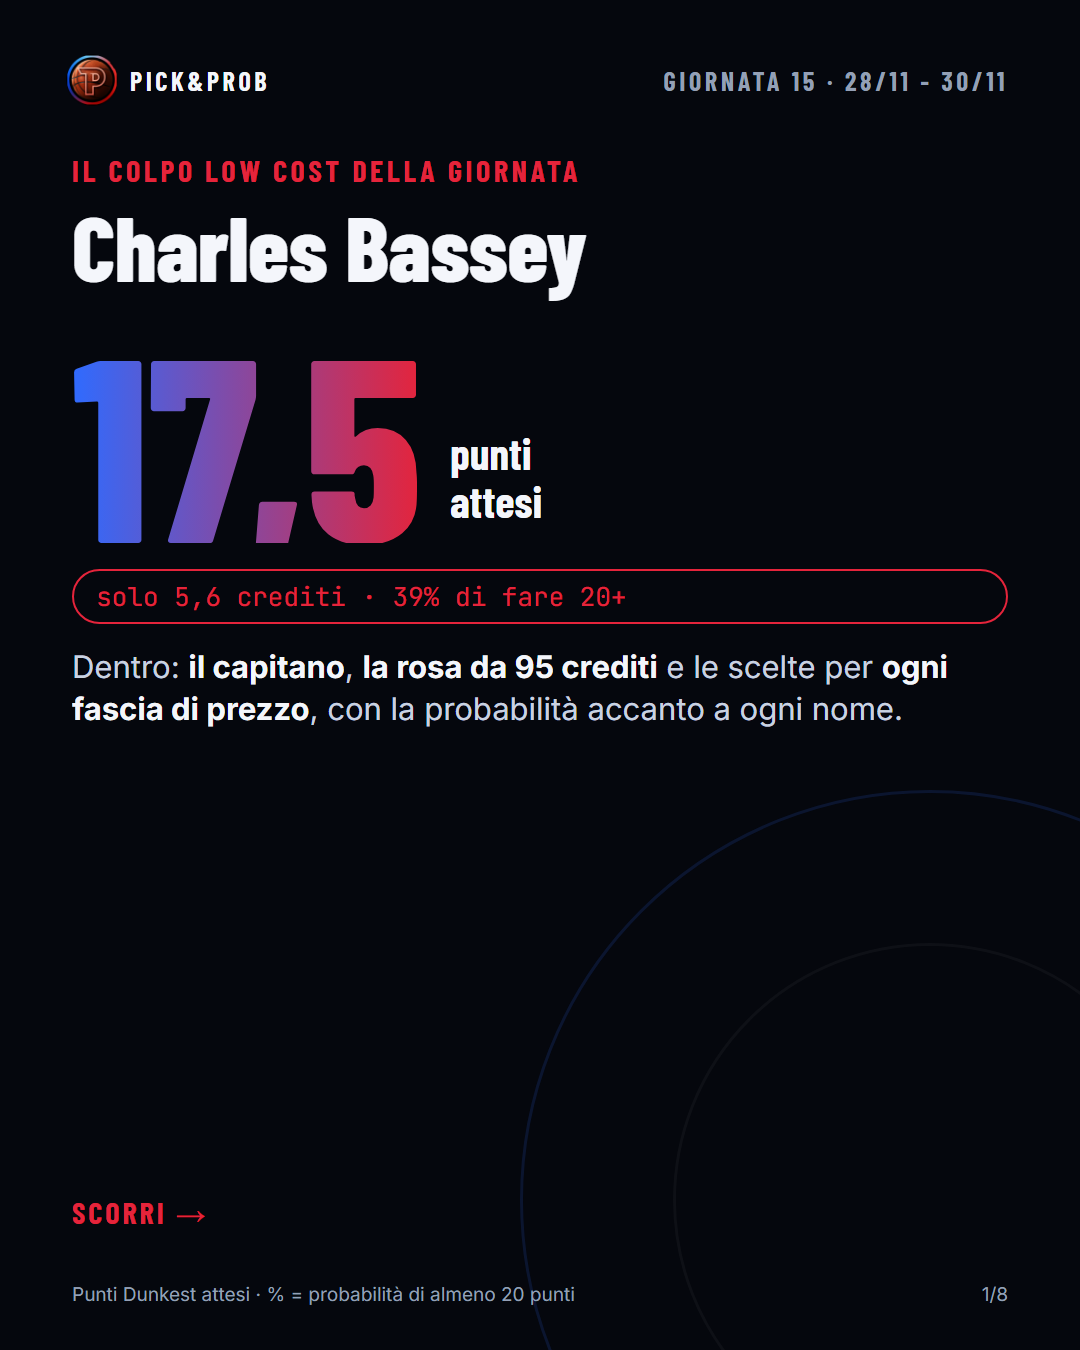 PICK&PROB
GIORNATA 15 · 28/11 - 30/11
IL COLPO LOW COST DELLA GIORNATA
Charles Bassey
17.5
punti
attesi
solo 5,6 crediti · 39% di fare 20+
Dentro: il capitano, la rosa da 95 crediti e le scelte per ogni
fascia di prezzo, con la probabilità accanto a ogni nome.
SCORRI →
Punti Dunkest attesi · % = probabilità di almeno 20 punti
1/8